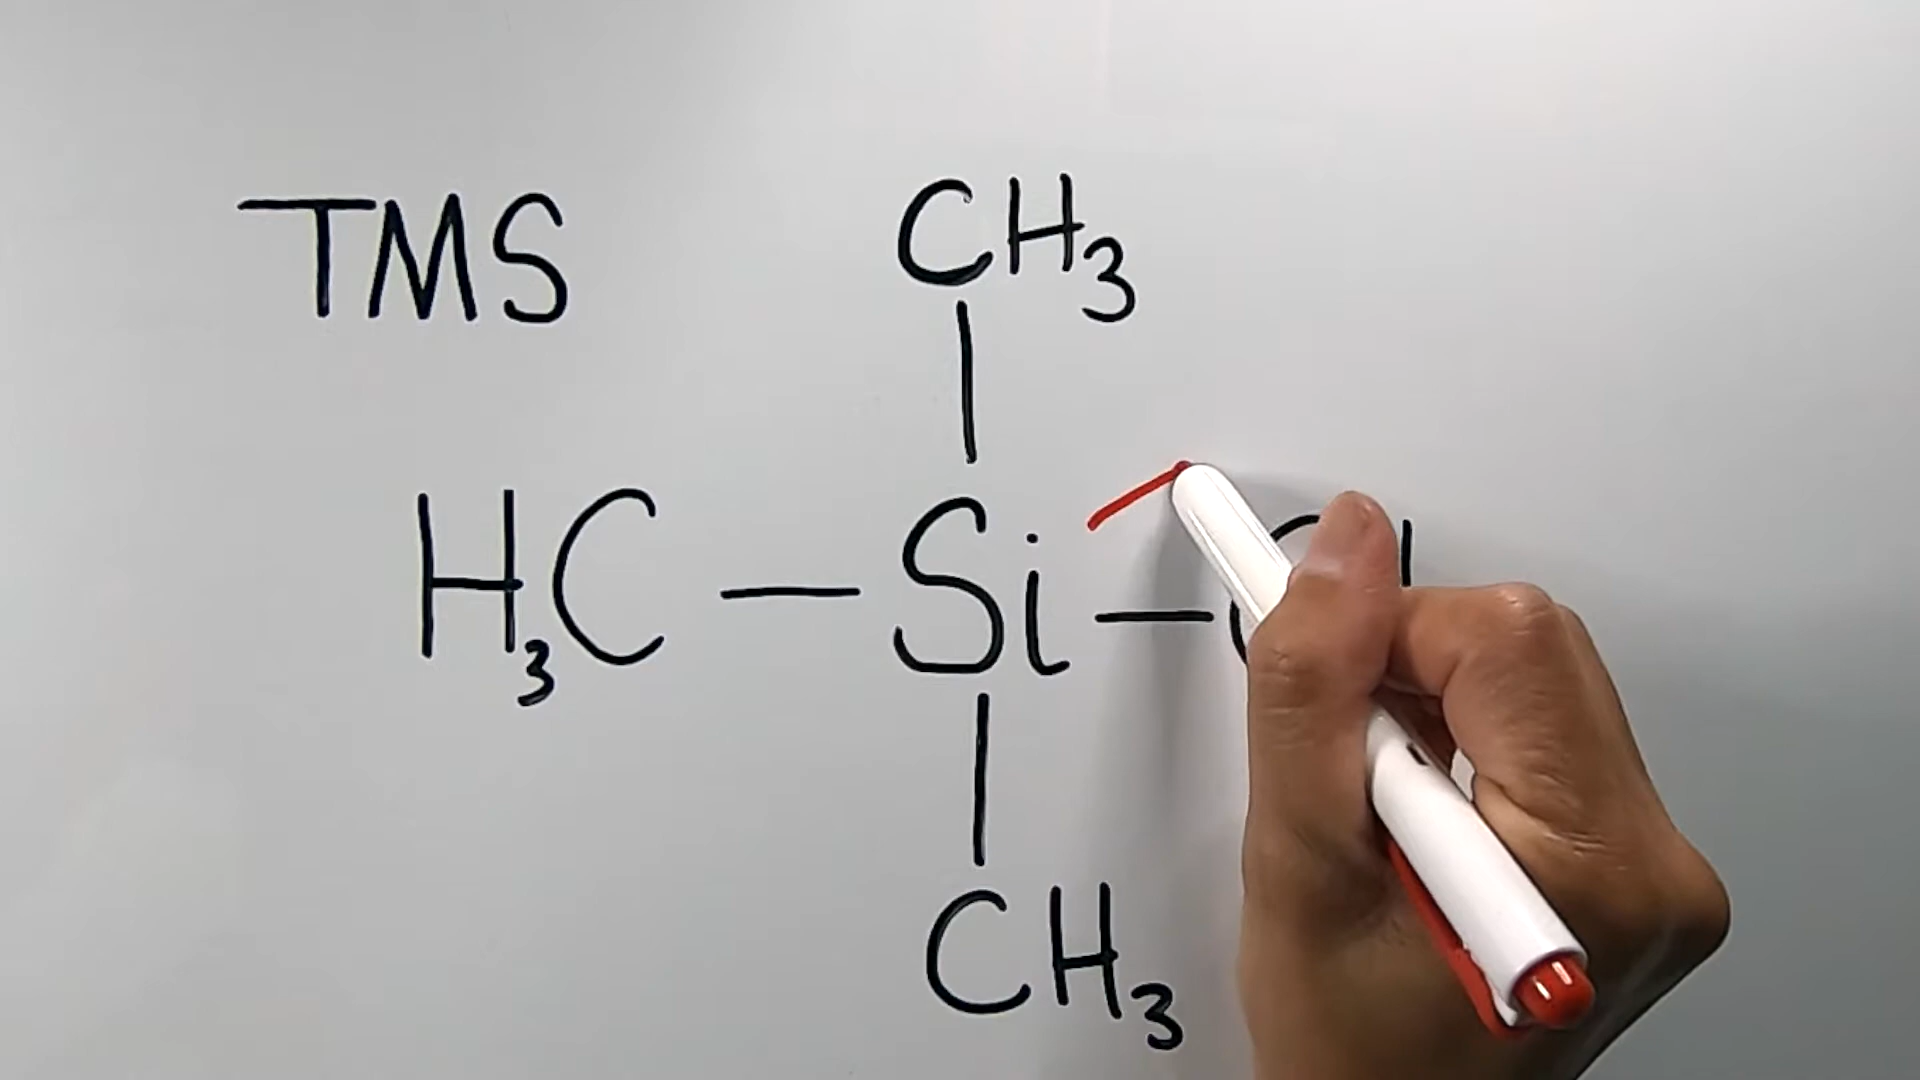 TMS
CH3
H3C — Si —
CH3